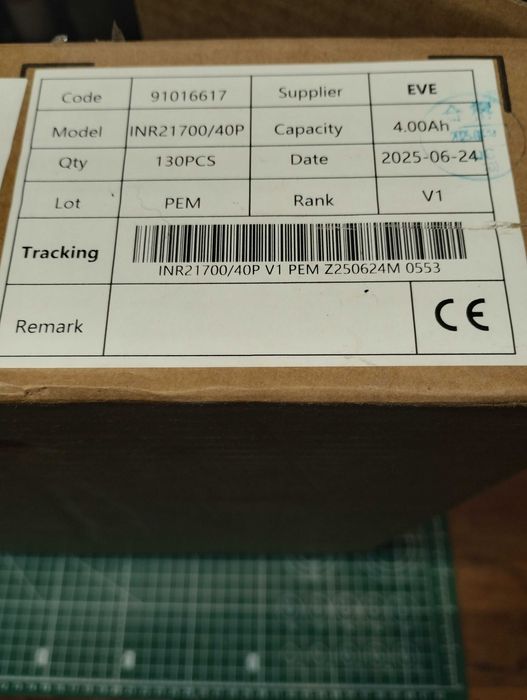 Code 91016617 Supplier EVE
Model INR21700/40P Capacity 4.00Ah
Qty 130PCS Date 2025-06-24
Lot PEM Rank V1
Tracking
INR21700/40P V1 PEM Z250624M 0553
Remark CE